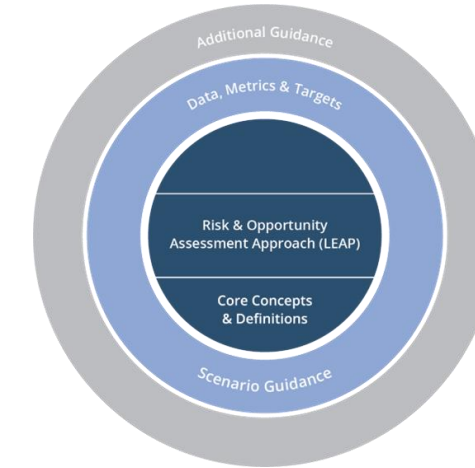 Additional Guidance
Data, Metrics & Targets
Risk & Opportunity
Assessment Approach (LEAP)
Core Concepts
& Definitions
Scenario Guidance